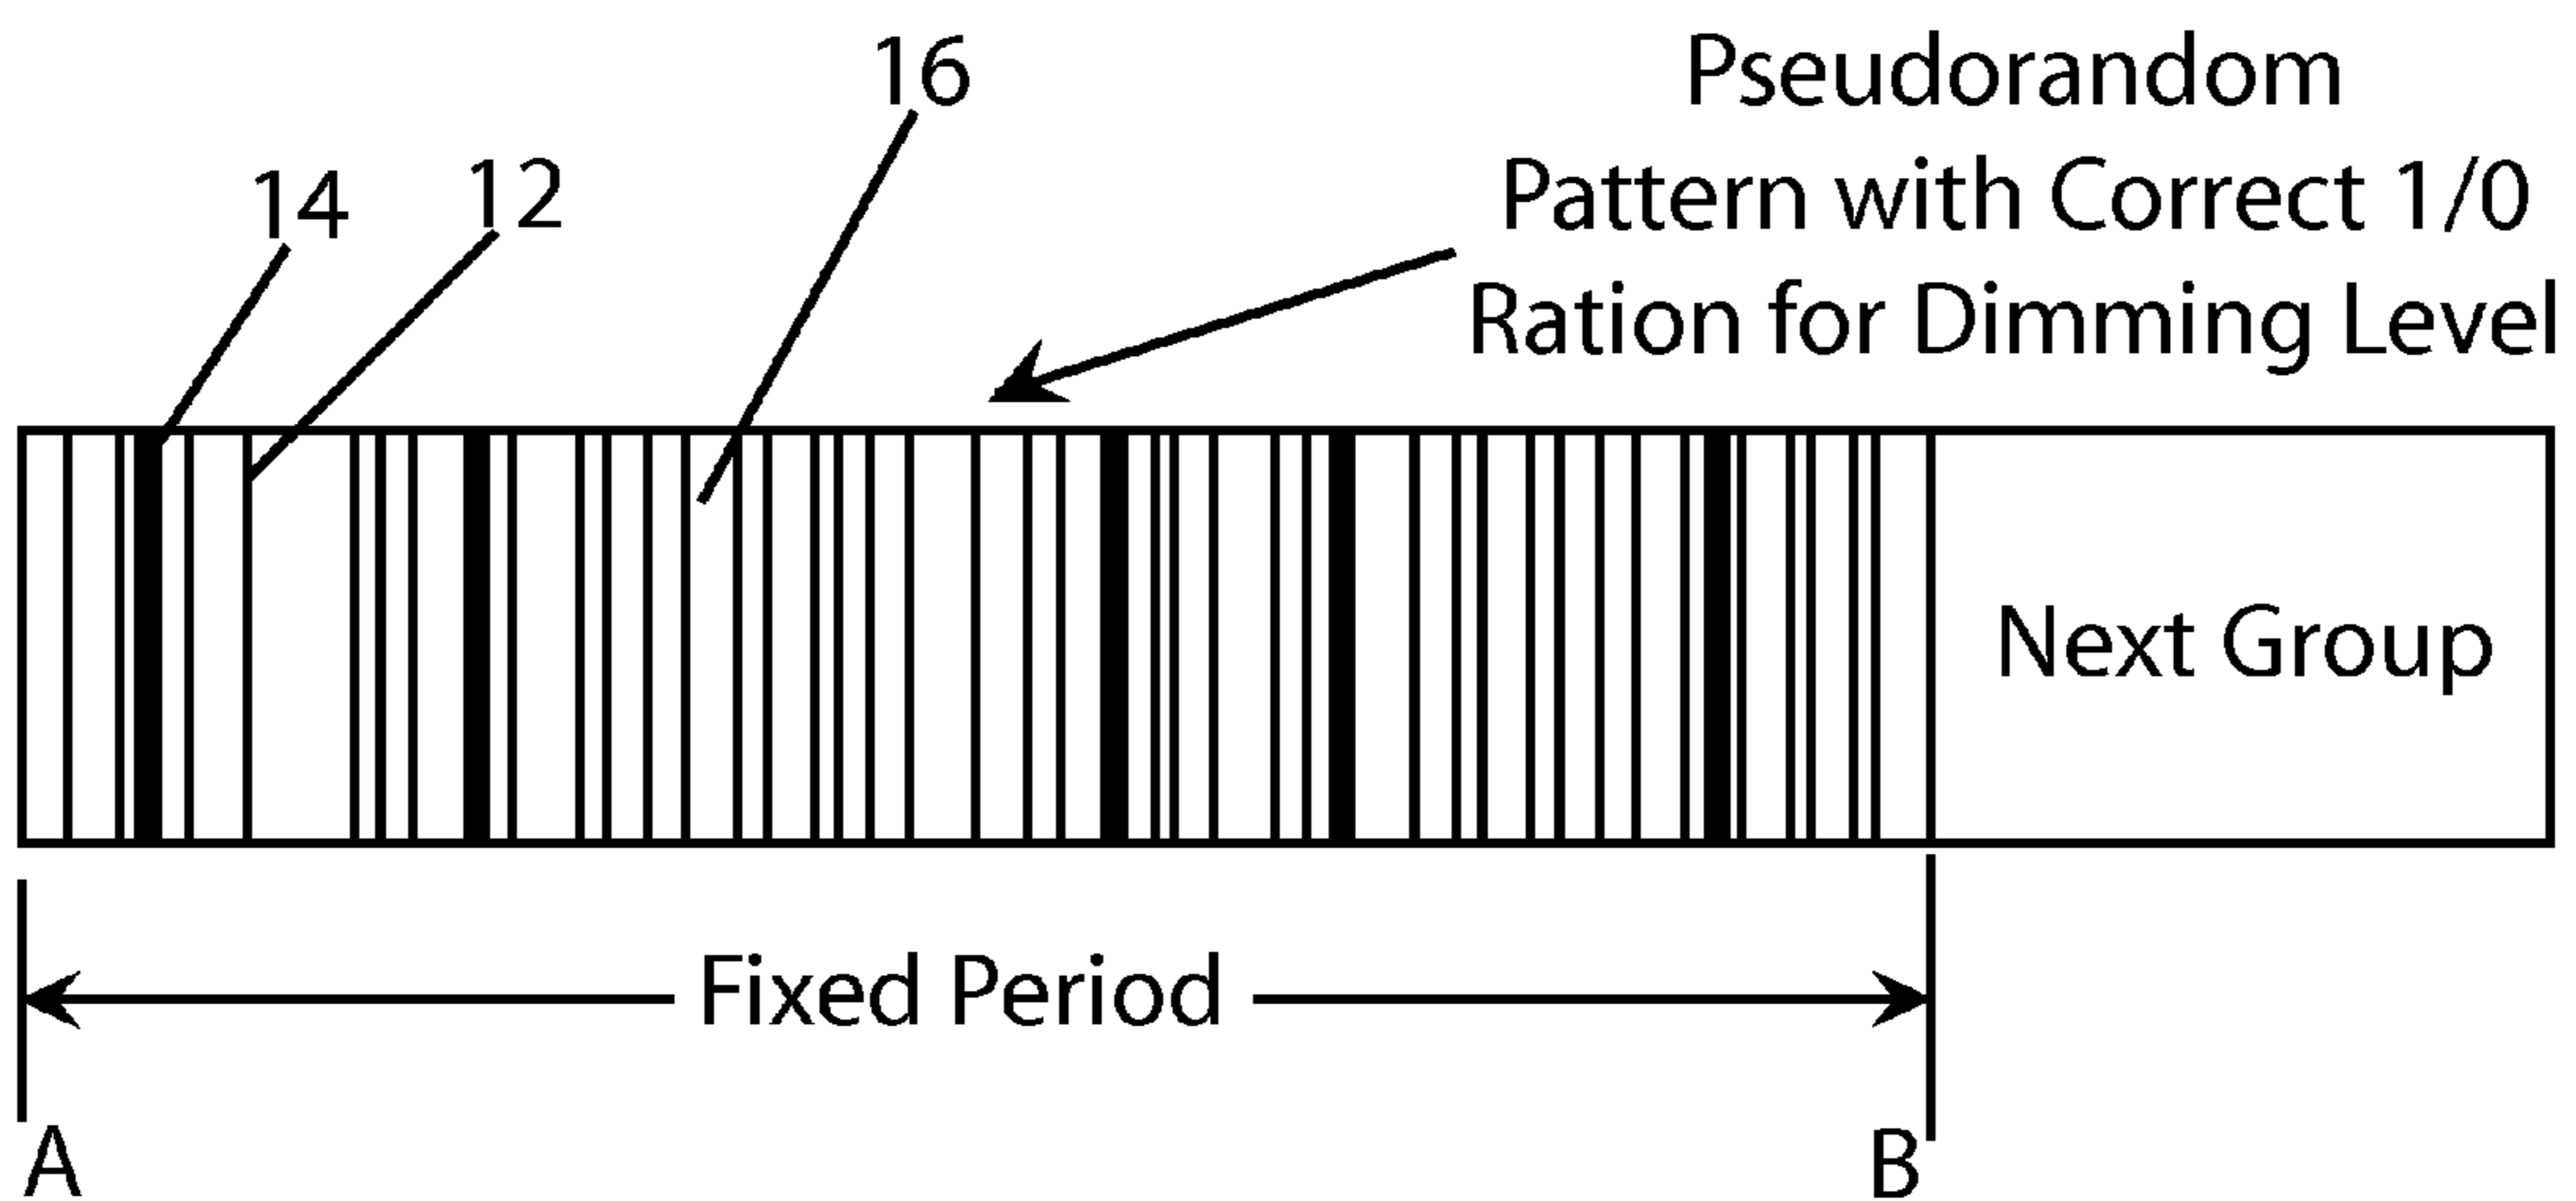 16
14
12
Pseudorandom
Pattern with Correct 1/0
Ration for Dimming Level
Next Group
Fixed Period
A
B